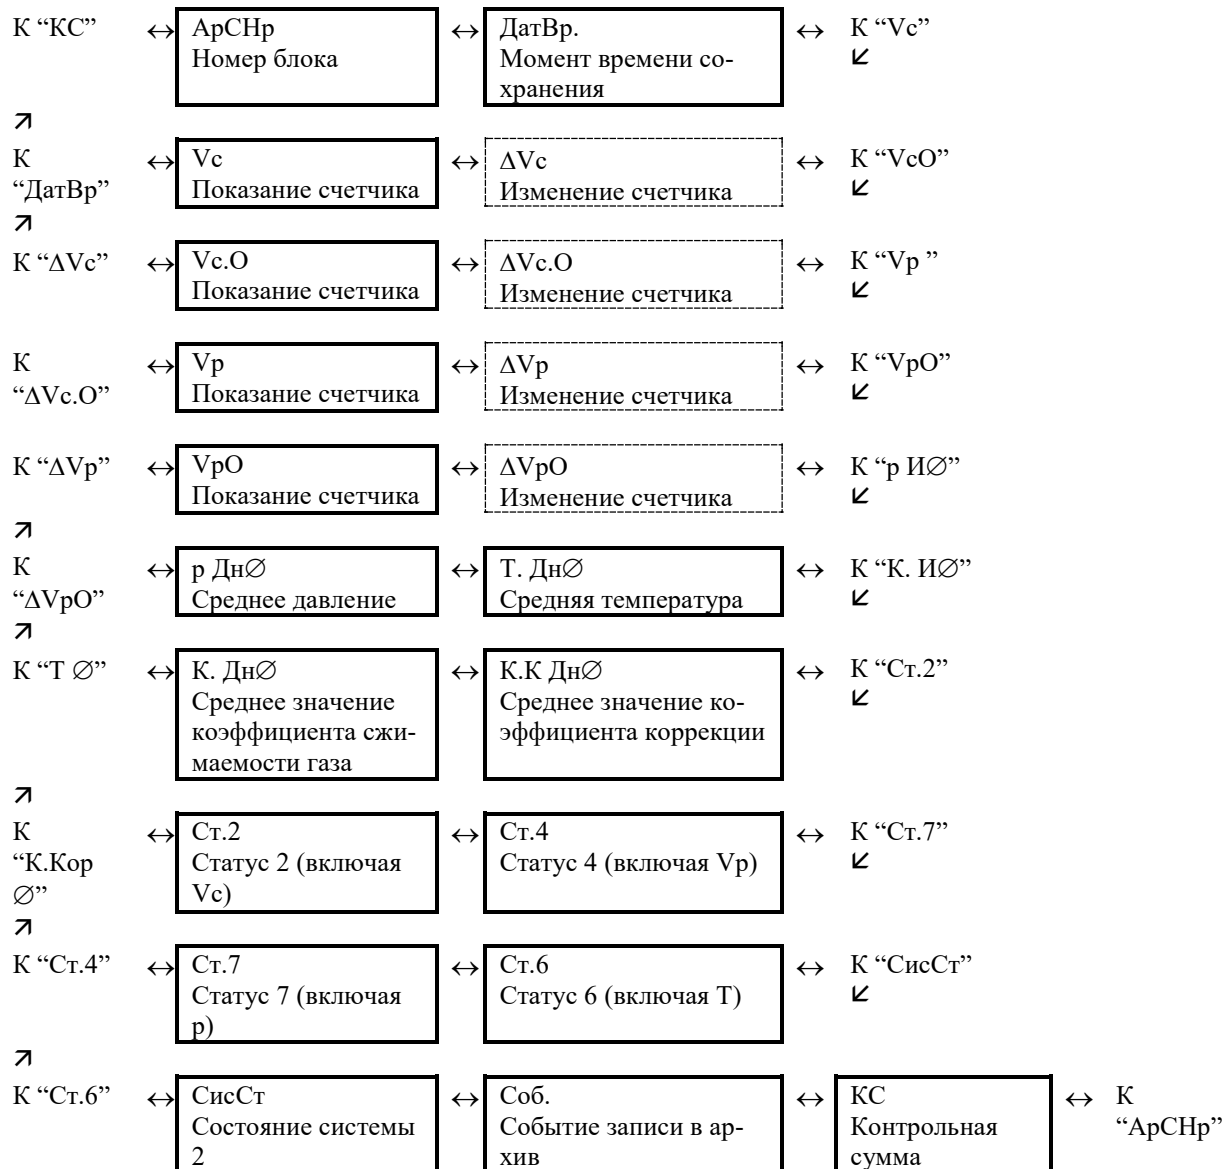 К “КС” ↔ АрСНр ↔ ДатВр. ↔ К “Vc”
Номер блока Момент времени со- 🡧
хранения
🡥
К ↔ Vc ↔ ΔVc ↔ К “VcO”
“ДатВр” Показание счетчика Изменение счетчика 🡧
🡥
К “ΔVc” ↔ Vc.O ↔ ΔVc.O ↔ К “Vp ”
Показание счетчика Изменение счетчика 🡧
К ↔ Vp ↔ ΔVp ↔ К “VpO”
“ΔVc.O” Показание счетчика Изменение счетчика 🡧
К “ΔVp” ↔ VpO ↔ ΔVpO ↔ К “p И∅”
Показание счетчика Изменение счетчика 🡧
🡥
К ↔ р Дн∅ ↔ Т. Дн∅ ↔ К “К. И∅”
“ΔVpO” Среднее давление Средняя температура 🡧
🡥
К “Т ∅” ↔ К. Дн∅ ↔ К.К Дн∅ ↔ К “Ст.2”
Среднее значение Среднее значение ко- 🡧
коэффициента сжи- эффициента коррекции
маемости газа
🡥
К ↔ Ст.2 ↔ Ст.4 ↔ К “Ст.7”
“К.Кор Статус 2 (включая Статус 4 (включая Vp) 🡧
∅” Vc)
🡥
К “Ст.4” ↔ Ст.7 ↔ Ст.6 ↔ К “СисСт”
Статус 7 (включая Статус 6 (включая Т) 🡧
р)
🡥
К “Ст.6” ↔ СисСт ↔ Соб. ↔ КС ↔ К
Состояние системы Событие записи в ар- Контрольная “АрСНр”
2 хив сумма